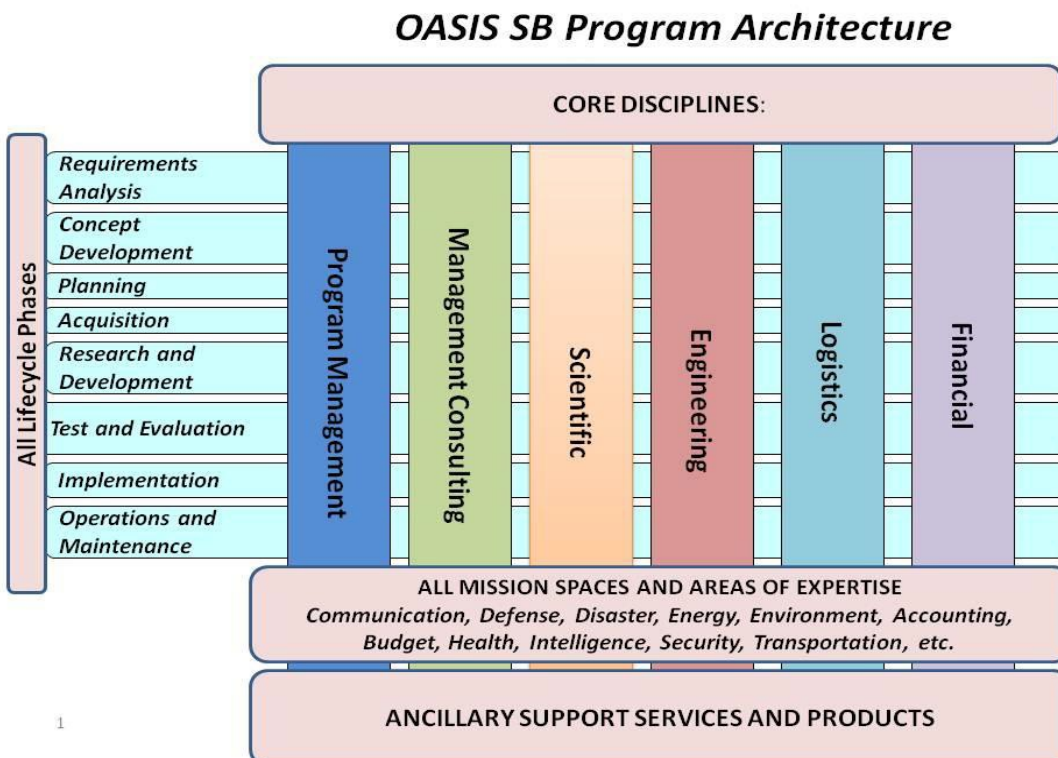 OASIS SB Program Architecture
CORE DISCIPLINES:
All Lifecycle Phases
Requirements
Analysis
Concept
Development
Planning
Acquisition
Research and
Development
Test and Evaluation
Implementation
Operations and
Maintenance
Program Management
Management Consulting
Scientific
Engineering
Logistics
Financial
ALL MISSION SPACES AND AREAS OF EXPERTISE
Communication, Defense, Disaster, Energy, Environment, Accounting,
Budget, Health, Intelligence, Security, Transportation, etc.
ANCILLARY SUPPORT SERVICES AND PRODUCTS
1